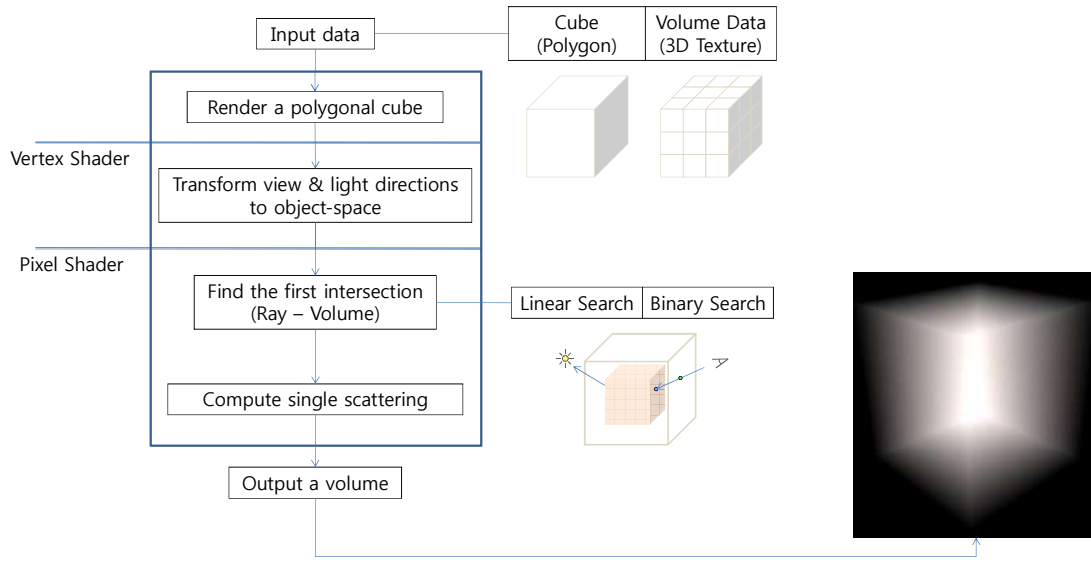 Input data
Cube
(Polygon)
Volume Data
(3D Texture)
Render a polygonal cube
Vertex Shader
Transform view & light directions
to object-space
Pixel Shader
Find the first intersection
(Ray – Volume)
Linear Search
Binary Search
Compute single scattering
Output a volume